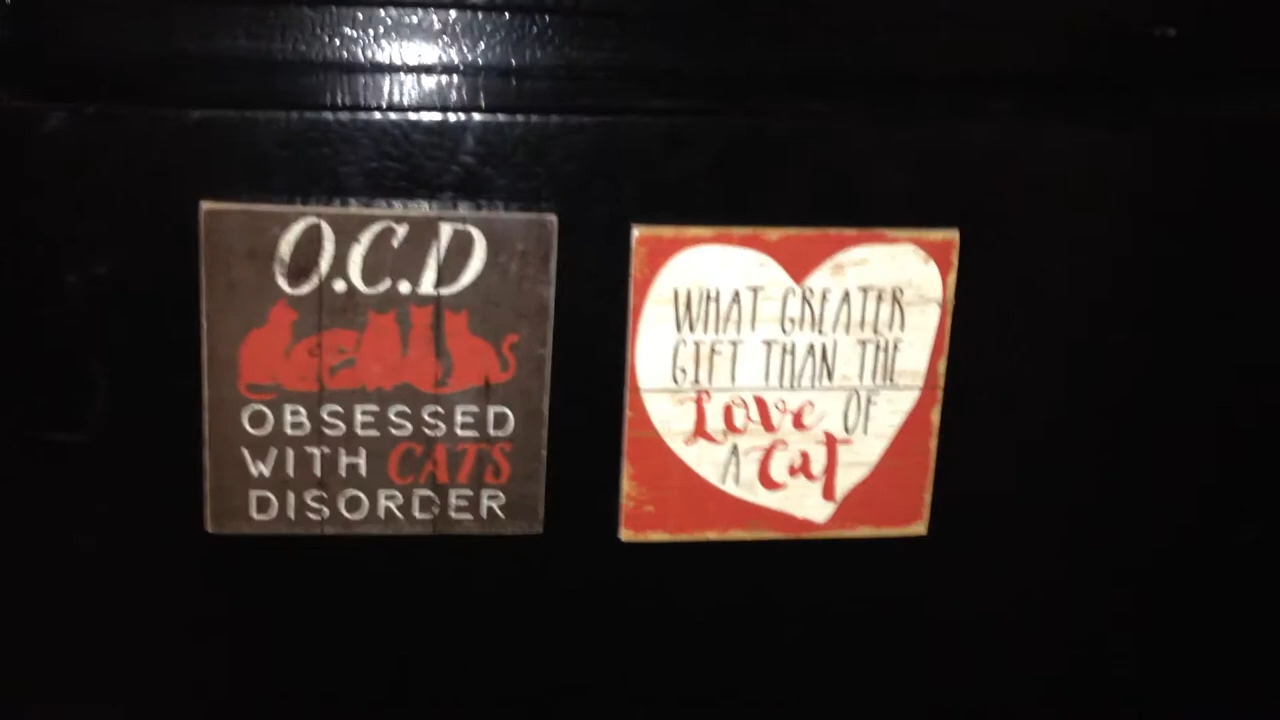 O.C.D
OBSESSED
WITH CATS
DISORDER
WHAT GREATER
GIFT THAN THE
Love OF
A Cat